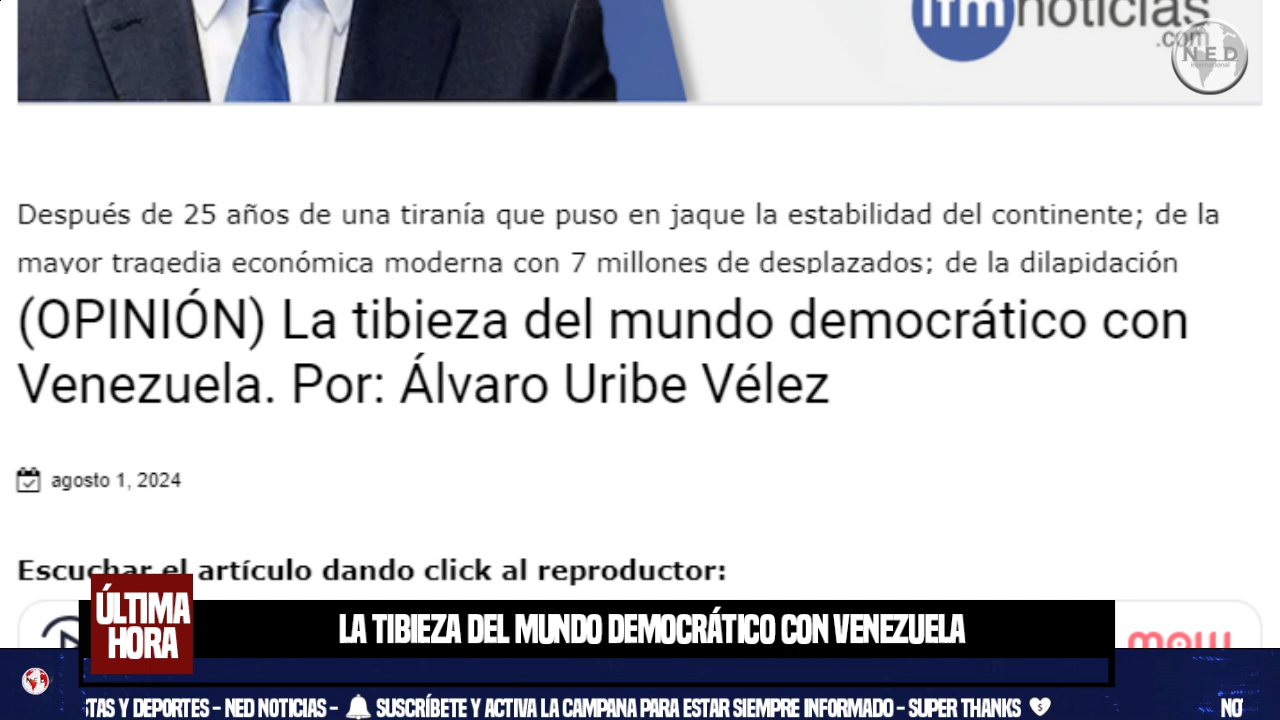 ifmnoticias
.com
NED
international
Después de 25 años de una tiranía que puso en jaque la estabilidad del continente; de la
mayor tragedia económica moderna con 7 millones de desplazados; de la dilapidación
(OPINIÓN) La tibieza del mundo democrático con
Venezuela. Por: Álvaro Uribe Vélez
agosto 1, 2024
Escuchar el artículo dando click al reproductor:
ÚLTIMA
HORA
LA TIBIEZA DEL MUNDO DEMOCRÁTICO CON VENEZUELA
STAS Y DEPORTES - NED NOTICIAS - SUSCRÍBETE Y ACTIVA LA CAMPANA PARA ESTAR SIEMPRE INFORMADO - SUPER THANKS